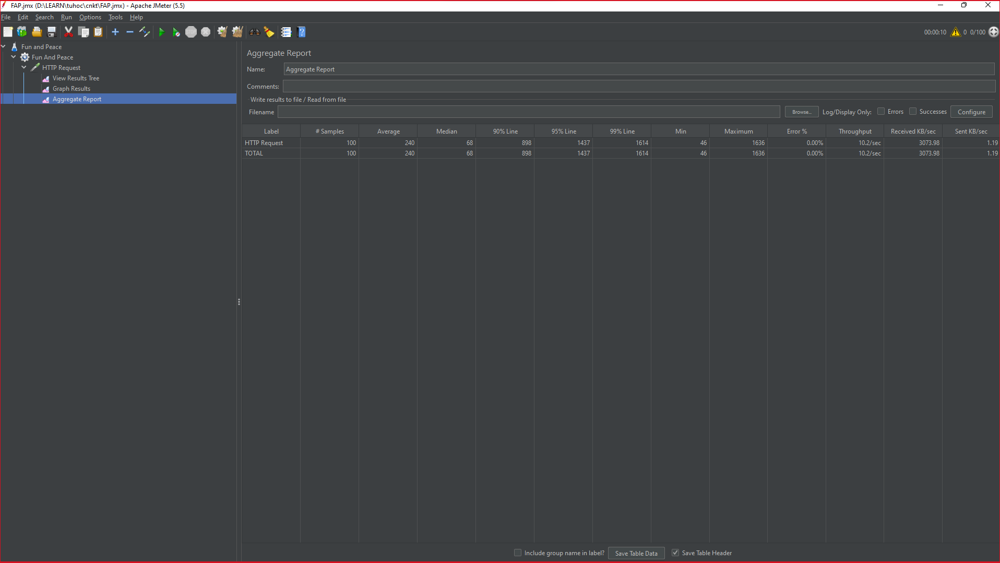 FAP.jmx (D:\LEARN\tuhoc\cnkt\FAP.jmx) - Apache JMeter (5.5)
File Edit Search Run Options Tools Help
00:00:10 0 0/100
Fun and Peace
Fun And Peace
HTTP Request
View Results Tree
Graph Results
Aggregate Report
Aggregate Report
Name: Aggregate Report
Comments:
Write results to file / Read from file
Filename Browse... Log/Display Only: Errors Successes Configure
Label # Samples Average Median 90% Line 95% Line 99% Line Min Maximum Error % Throughput Received KB/sec Sent KB/sec
HTTP Request 100 240 68 898 1437 1614 46 1636 0.00% 10.2/sec 3073.98 1.19
TOTAL 100 240 68 898 1437 1614 46 1636 0.00% 10.2/sec 3073.98 1.19
Include group name in label? Save Table Data Save Table Header